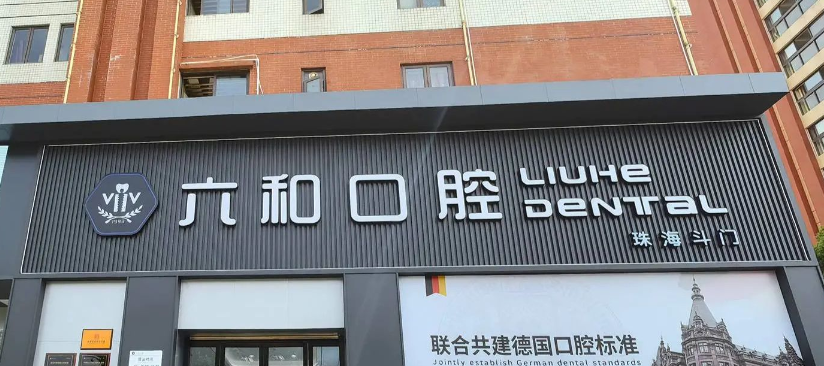 六和口腔
LIUHE
DENTAL
珠海斗门
联合共建德国口腔标准
Jointly establish German dental standards